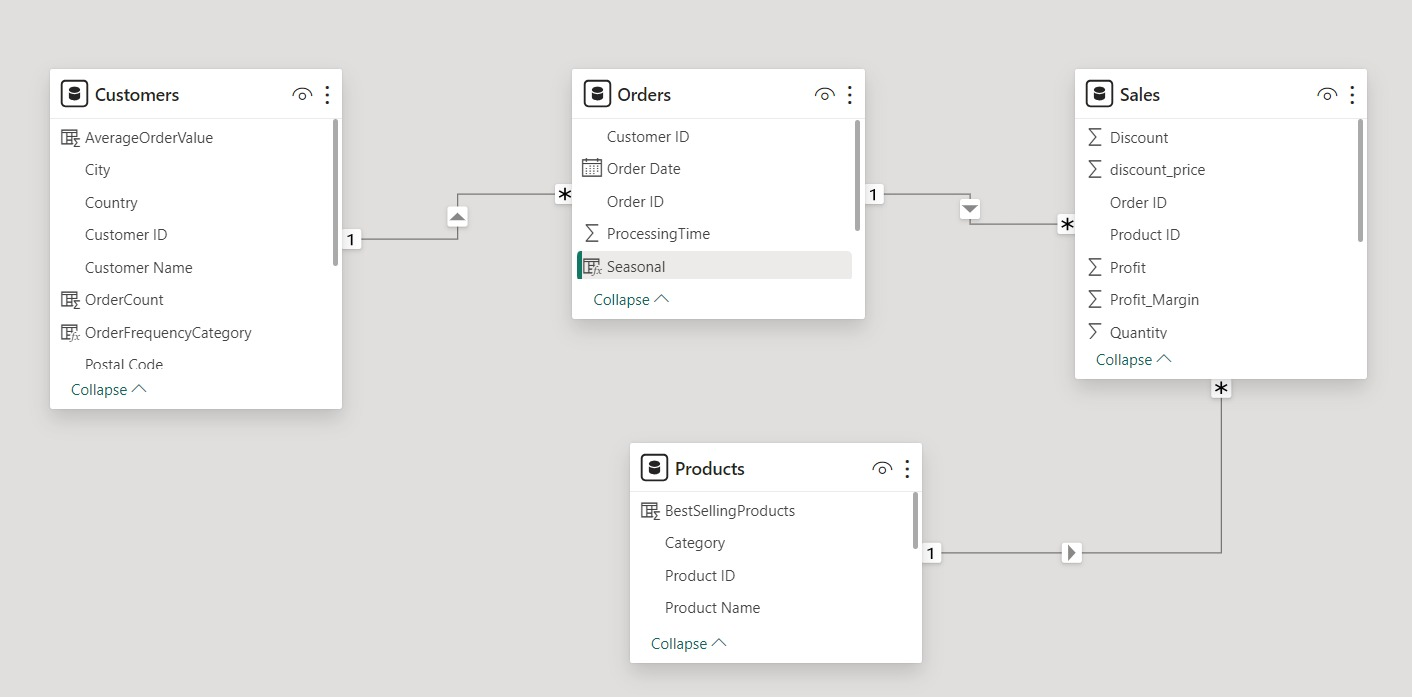 Customers
AverageOrderValue
City
Country
Customer ID
Customer Name
OrderCount
OrderFrequencyCategory
Postal Code
Collapse
1
*
Orders
Customer ID
Order Date
Order ID
ProcessingTime
Seasonal
Collapse
1
*
Sales
Discount
discount_price
Order ID
Product ID
Profit
Profit_Margin
Quantity
Collapse
*
Products
BestSellingProducts
Category
Product ID
Product Name
Collapse
1